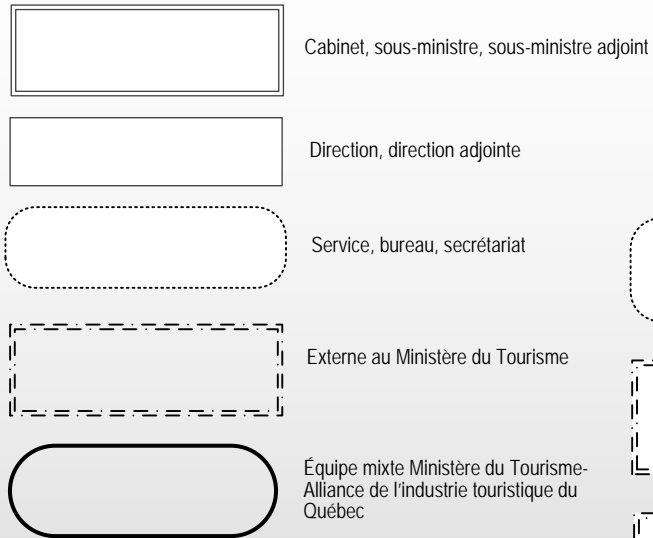 Cabinet, sous-ministre, sous-ministre adjoint
Direction, direction adjointe
Service, bureau, secrétariat
Externe au Ministère du Tourisme
Équipe mixte Ministère du Tourisme-
Alliance de l'industrie touristique du
Québec